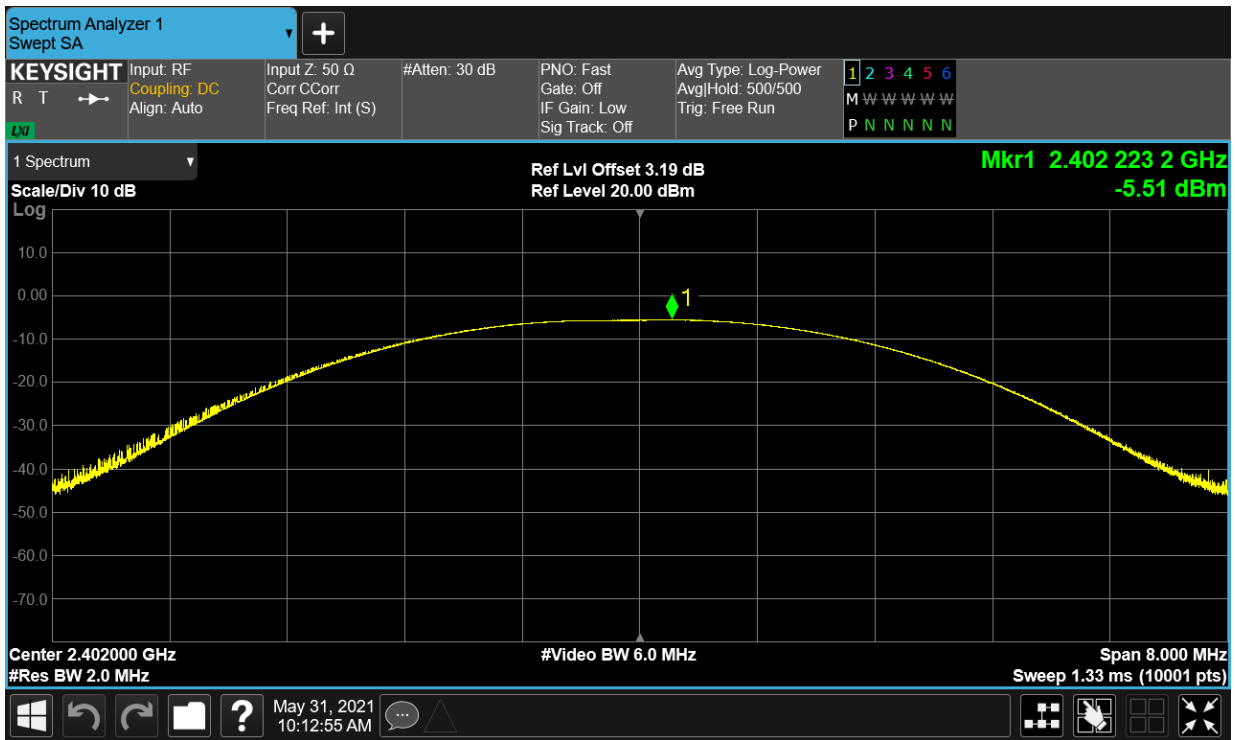 Spectrum Analyzer 1
Swept SA
KEYSIGHT
R T
LXI
Input: RF
Coupling: DC
Align: Auto
Input Z: 50 Ω
Corr CCorr
Freq Ref: Int (S)
#Atten: 30 dB
PNO: Fast
Gate: Off
IF Gain: Low
Sig Track: Off
Avg Type: Log-Power
Avg|Hold: 500/500
Trig: Free Run
1 2 3 4 5 6
M W W W W W
P N N N N N
1 Spectrum
Scale/Div 10 dB
Log
Ref Lvl Offset 3.19 dB
Ref Level 20.00 dBm
Mkr1 2.402 223 2 GHz
-5.51 dBm
10.0
0.00
1
-10.0
-20.0
-30.0
-40.0
-50.0
-60.0
-70.0
Center 2.402000 GHz
#Res BW 2.0 MHz
#Video BW 6.0 MHz
Span 8.000 MHz
Sweep 1.33 ms (10001 pts)
?
May 31, 2021
10:12:55 AM